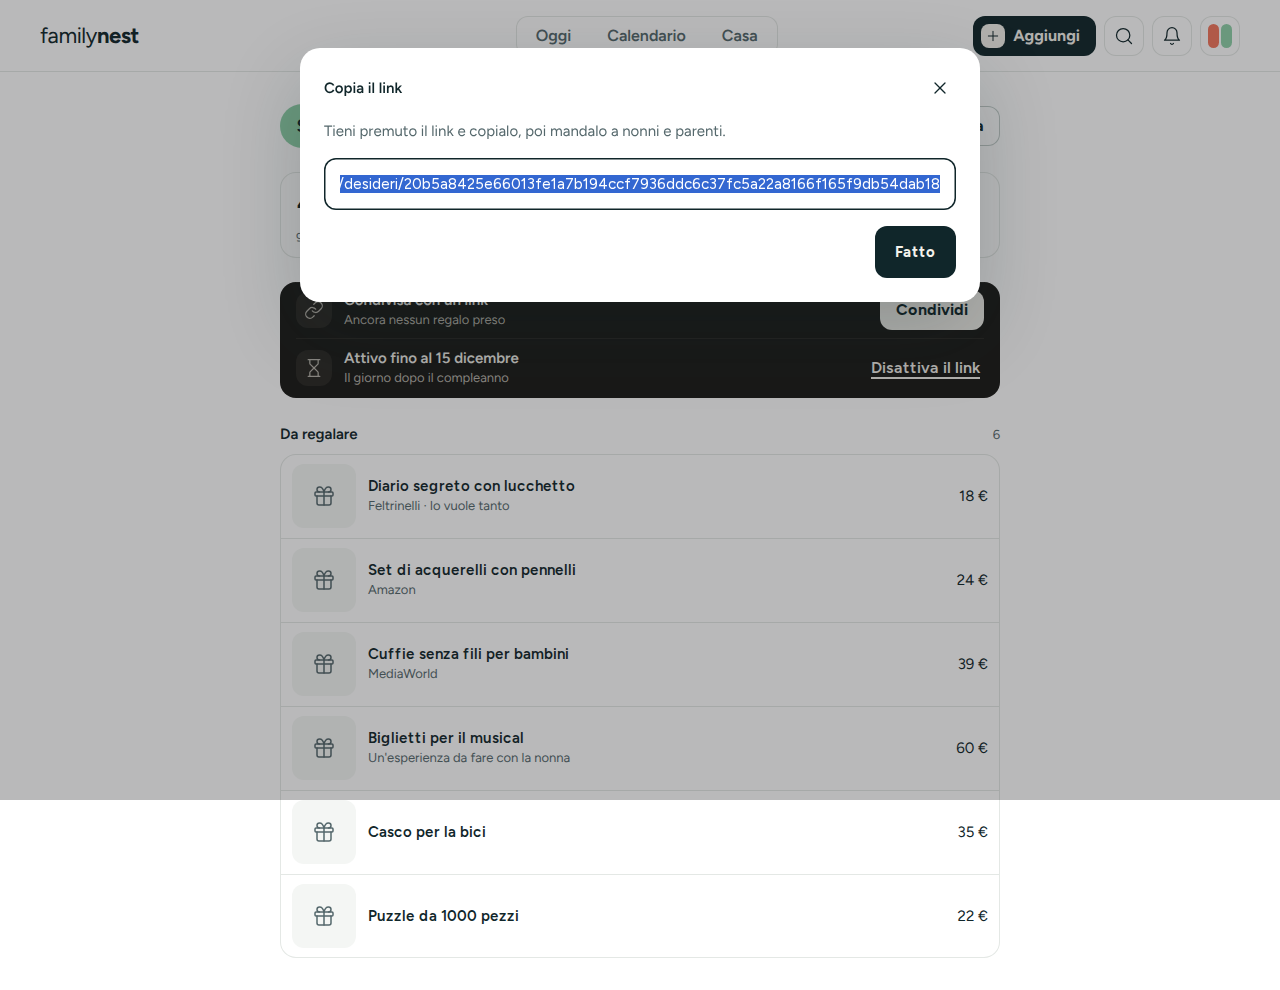 familynest
Oggi
Calendario
Casa
Aggiungi
Copia il link
Tieni premuto il link e copialo, poi mandalo a nonni e parenti.
/desideri/20b5a8425e66013fe1a7b194ccf7936ddc6c37fc5a22a8166f165f9db54dab18
Fatto
Condivisa con un link
Ancora nessun regalo preso
Condividi
Attivo fino al 15 dicembre
Il giorno dopo il compleanno
Disattiva il link
Da regalare
6
Diario segreto con lucchetto
Feltrinelli · lo vuole tanto
18 €
Set di acquerelli con pennelli
Amazon
24 €
Cuffie senza fili per bambini
MediaWorld
39 €
Biglietti per il musical
Un'esperienza da fare con la nonna
60 €
Casco per la bici
35 €
Puzzle da 1000 pezzi
22 €